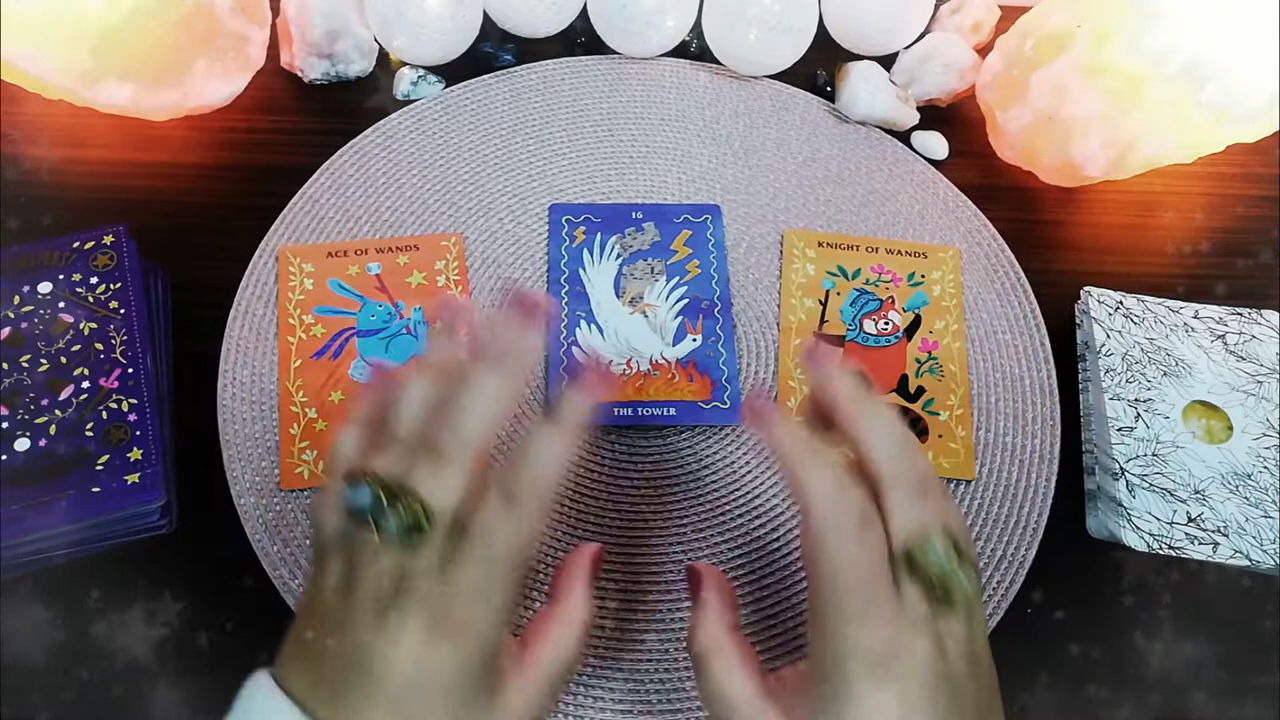 ACE OF WANDS
16
THE TOWER
KNIGHT OF WANDS